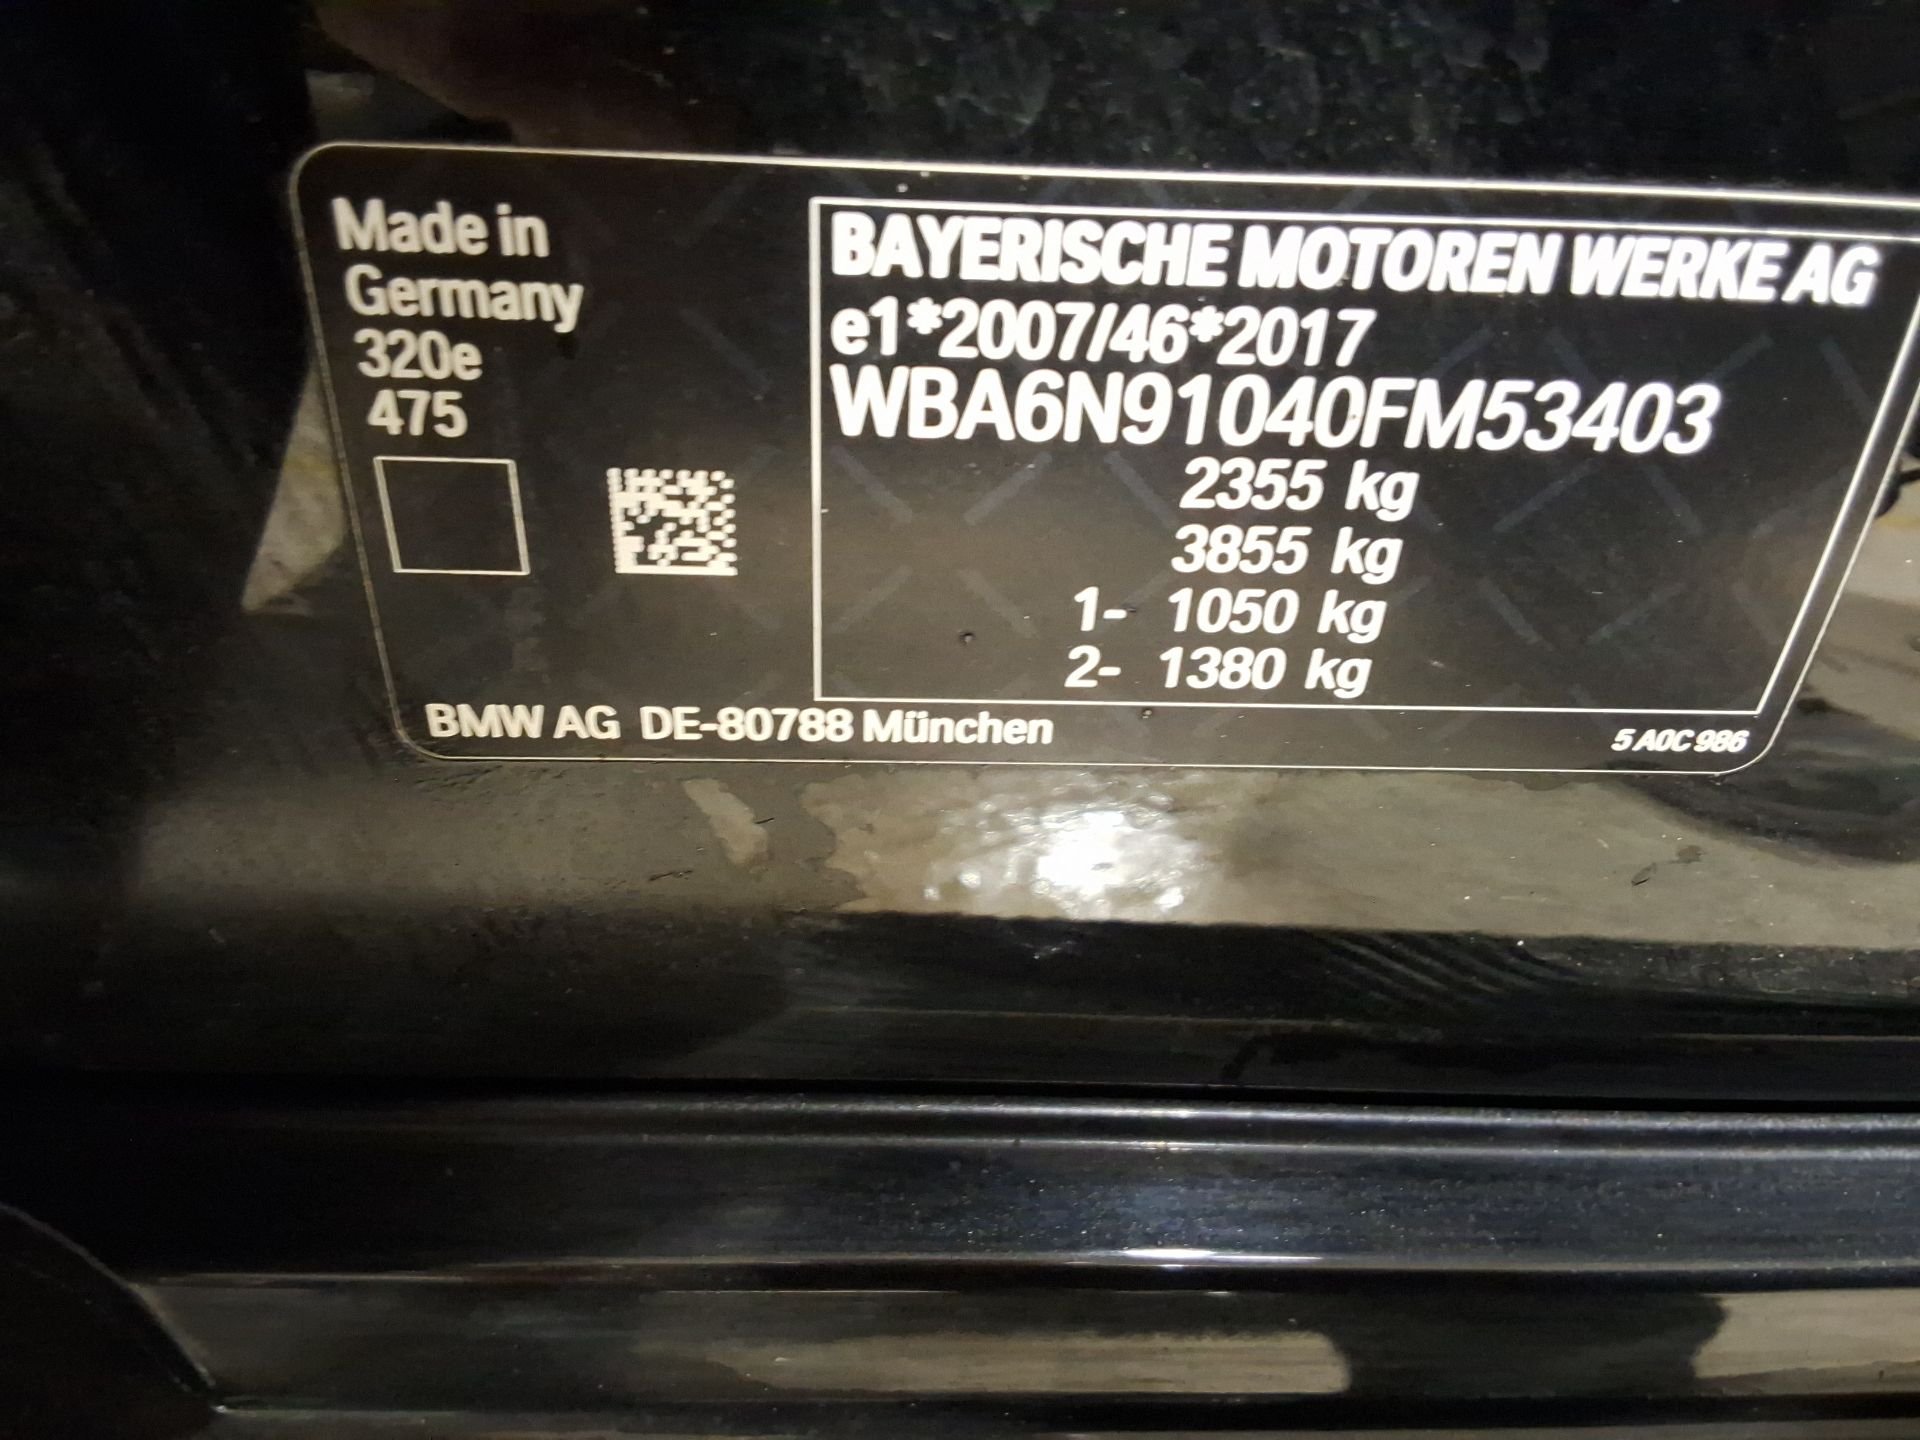 Made in
Germany
320e
475
BAYERISCHE MOTOREN WERKE AG
e1*2007/46*2017
WBA6N91040FM53403
2355 kg
3855 kg
1- 1050 kg
2- 1380 kg
BMW AG DE-80788 München
5 A0C 986